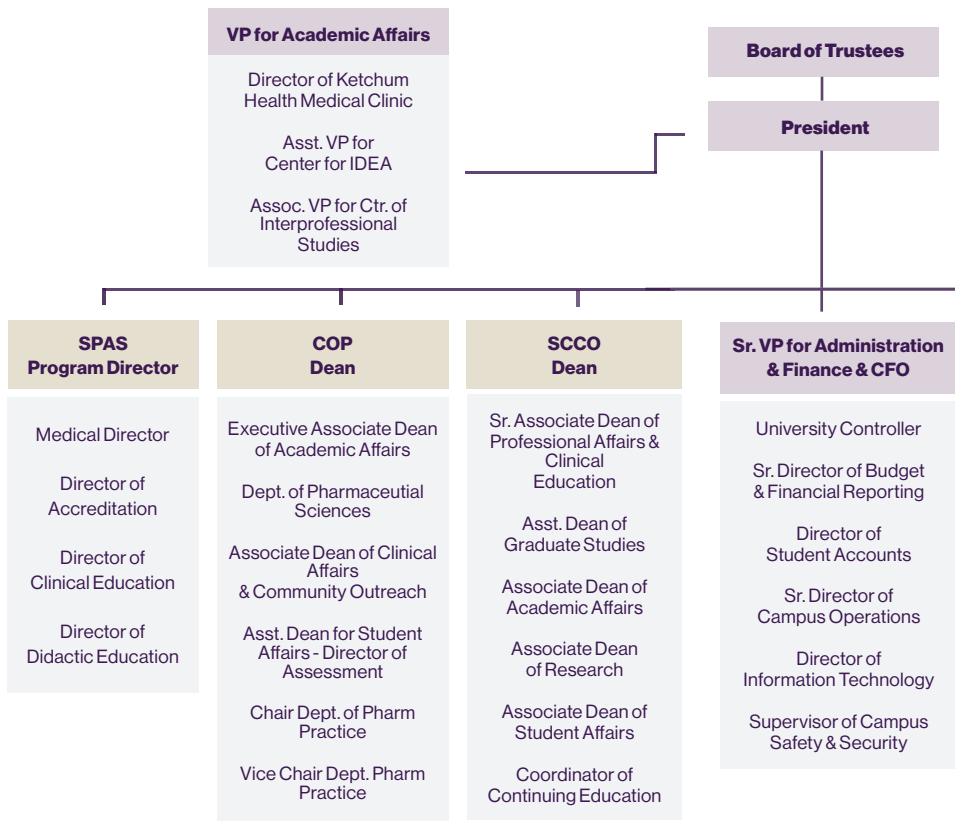 VP for Academic Affairs
Director of Ketchum
Health Medical Clinic
Asst. VP for
Center for IDEA
Assoc. VP for Ctr. of
Interprofessional
Studies
Board of Trustees
President
SPAS
Program Director
Medical Director
Director of
Accreditation
Director of
Clinical Education
Director of
Didactic Education
COP
Dean
Executive Associate Dean
of Academic Affairs
Dept. of Pharmaceutial
Sciences
Associate Dean of Clinical
Affairs
& Community Outreach
Asst. Dean for Student
Affairs - Director of
Assessment
Chair Dept. of Pharm
Practice
Vice Chair Dept. Pharm
Practice
SCCO
Dean
Sr. Associate Dean of
Professional Affairs &
Clinical
Education
Asst. Dean of
Graduate Studies
Associate Dean of
Academic Affairs
Associate Dean
of Research
Associate Dean of
Student Affairs
Coordinator of
Continuing Education
Sr. VP for Administration
& Finance & CFO
University Controller
Sr. Director of Budget
& Financial Reporting
Director of
Student Accounts
Sr. Director of
Campus Operations
Director of
Information Technology
Supervisor of Campus
Safety & Security